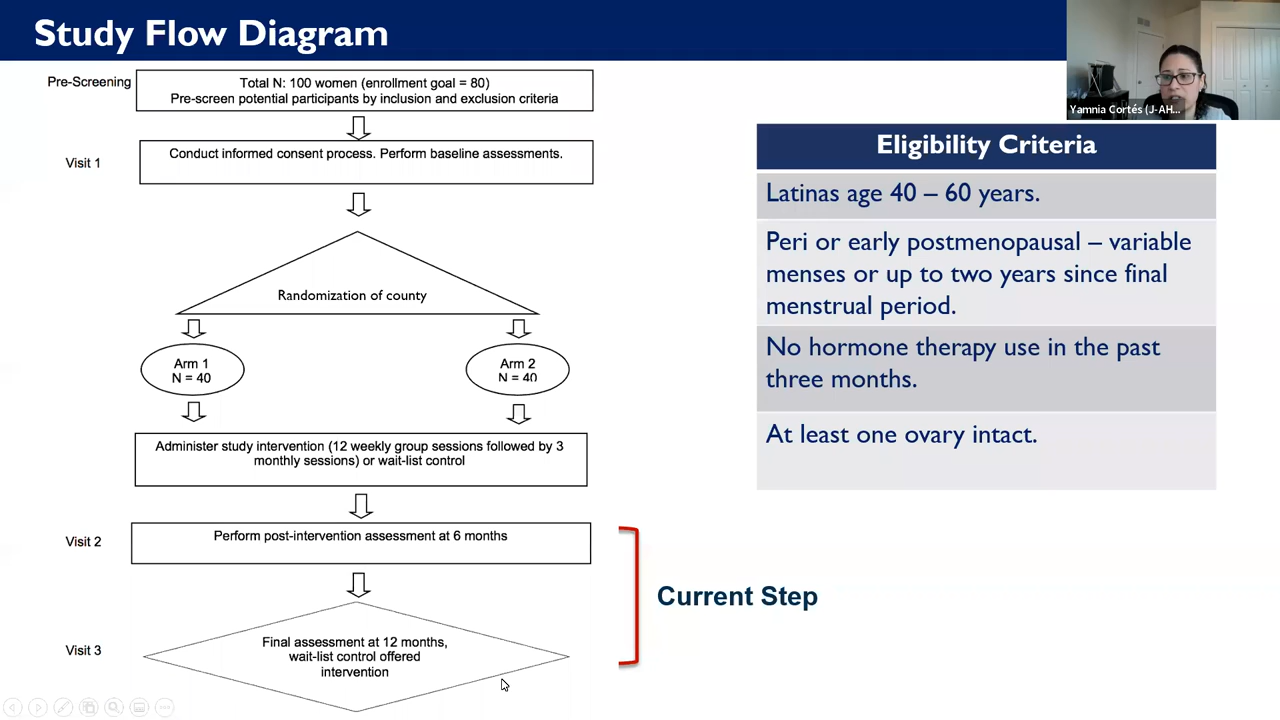 Study Flow Diagram
Yamnia Cortés (J-AH...
Pre-Screening
Total N: 100 women (enrollment goal = 80)
Pre-screen potential participants by inclusion and exclusion criteria
Visit 1
Conduct informed consent process. Perform baseline assessments.
Randomization of county
Arm 1
N = 40
Arm 2
N = 40
Administer study intervention (12 weekly group sessions followed by 3
monthly sessions) or wait-list control
Visit 2
Perform post-intervention assessment at 6 months
Visit 3
Final assessment at 12 months,
wait-list control offered
intervention
Current Step
Eligibility Criteria
Latinas age 40 – 60 years.
Peri or early postmenopausal – variable
menses or up to two years since final
menstrual period.
No hormone therapy use in the past
three months.
At least one ovary intact.